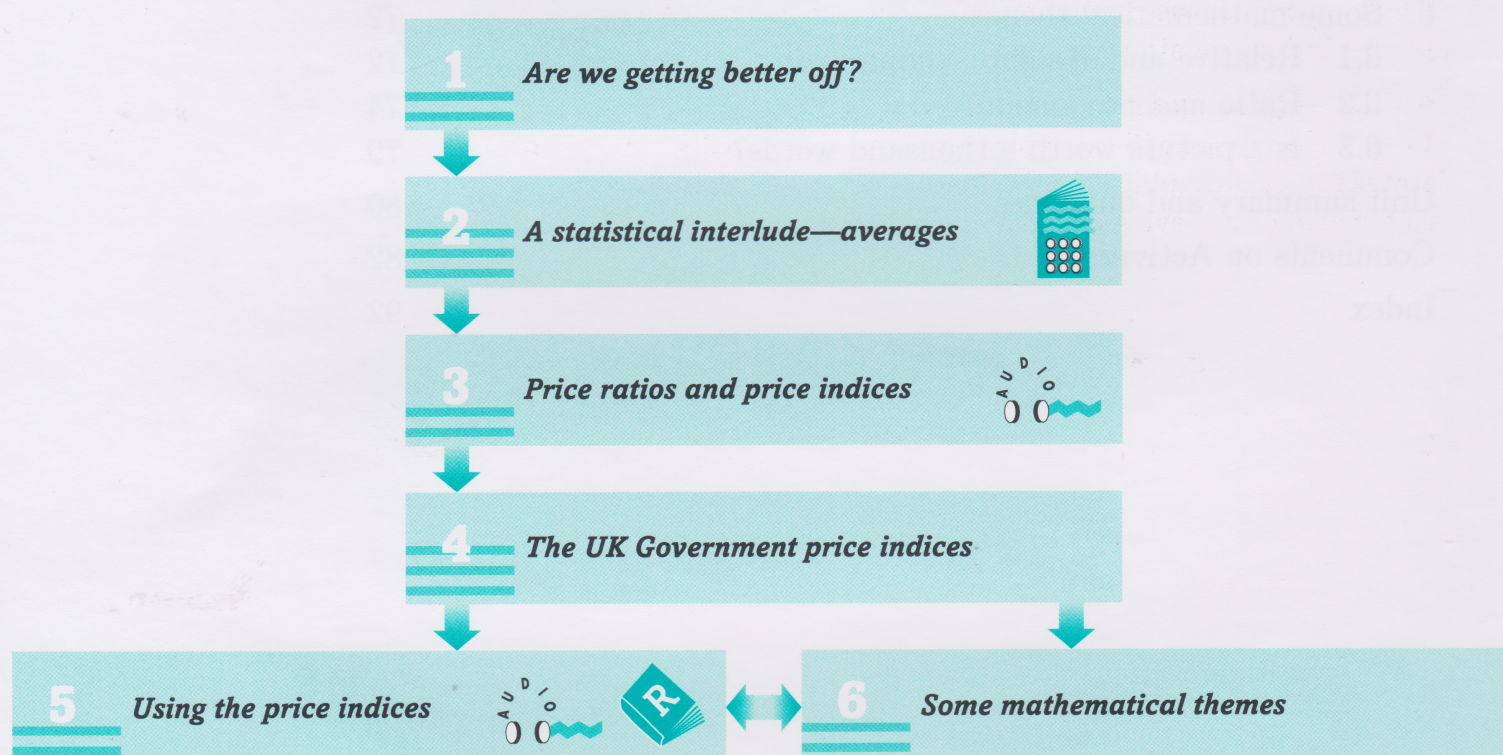 1 Are we getting better off?
2 A statistical interlude—averages
3 Price ratios and price indices
AUDIO
4 The UK Government price indices
5 Using the price indices
AUDIO
R
6 Some mathematical themes